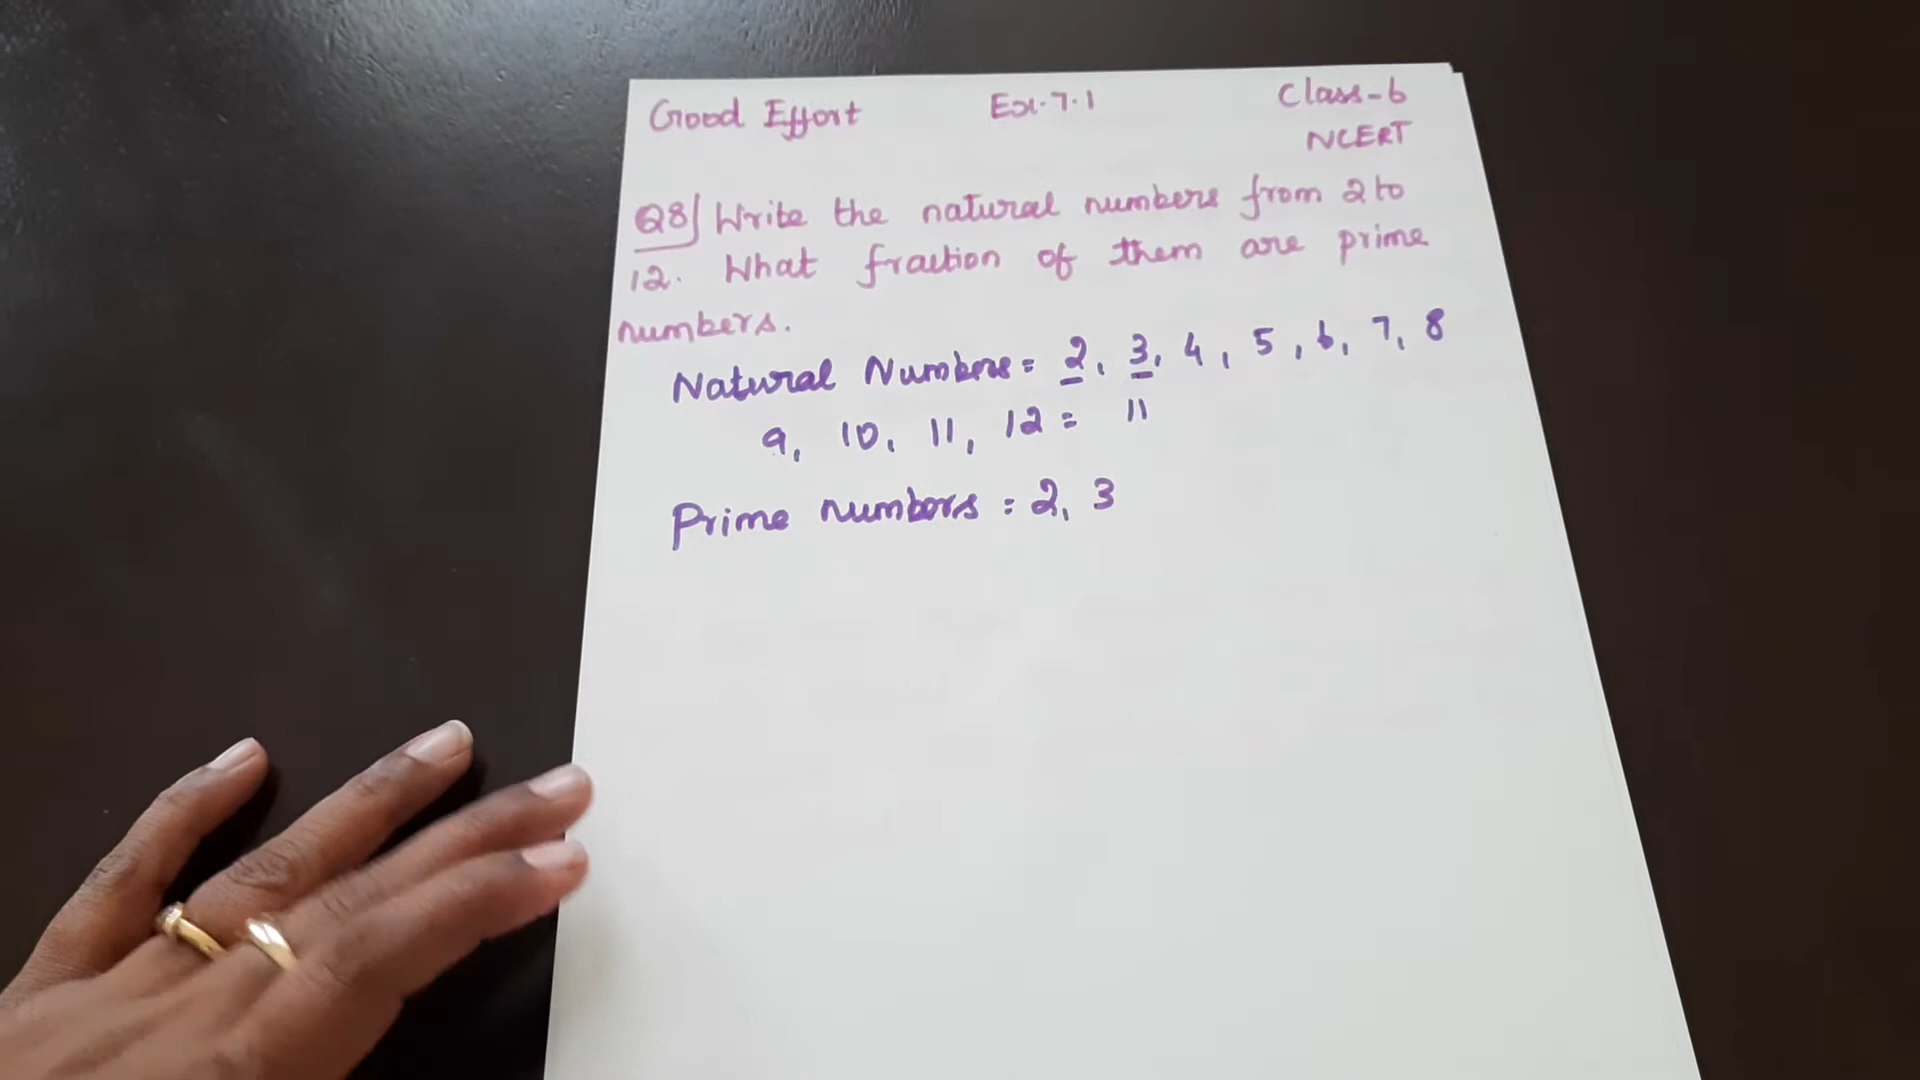 Good Effort Ex.7.1 Class-6
NCERT
Q8 Write the natural numbers from 2 to
12. What fraction of them are prime
numbers.
Natural Numbers = 2, 3, 4, 5, 6, 7, 8
9, 10, 11, 12 = 11
Prime numbers = 2, 3